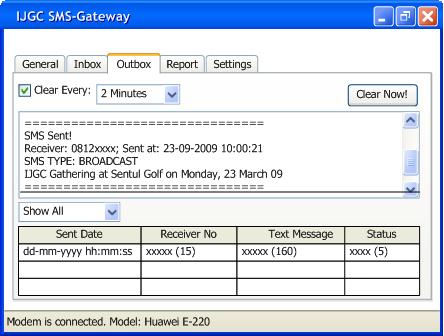 IJGC SMS-Gateway
General Inbox Outbox Report Settings
Clear Every: 2 Minutes Clear Now!
===============================
SMS Sent!
Receiver: 0812xxxx; Sent at: 23-09-2009 10:00:21
SMS TYPE: BROADCAST
IJGC Gathering at Sentul Golf on Monday, 23 March 09
===============================
Show All
Sent Date Receiver No Text Message Status
dd-mm-yyyy hh:mm:ss xxxxx (15) xxxxx (160) xxxx (5)
Modem is connected. Model: Huawei E-220